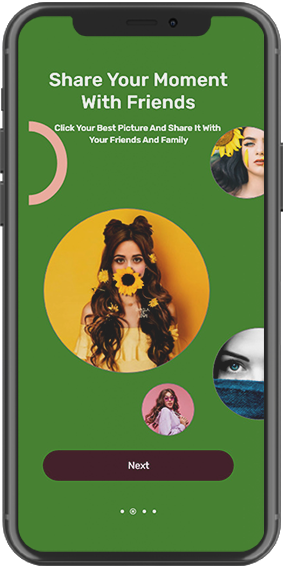 Share Your Moment
With Friends
Click Your Best Picture And Share It With
Your Friends And Family
Next